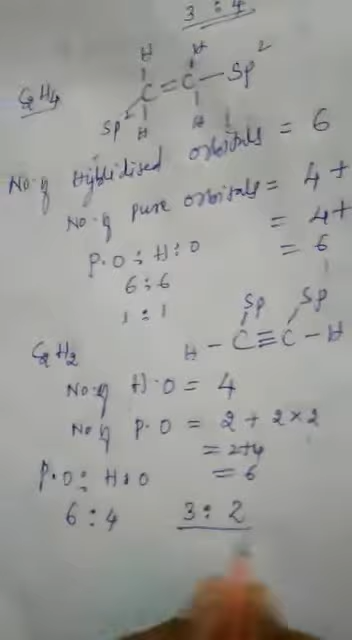 3 : 4
H H
C2H4 C = C - Sp2
Sp2 H H
No. of Hybridised orbitals = 6
No. of pure orbitals = 4 +
= 4 +
P.O : H.O = 6
6 : 6
1 : 1
Sp Sp
C2H2 H - C ≡ C - H
No. of H.O = 4
No of P.O = 2 + 2×2
= 2+4
P.O : H.O = 6
6 : 4 3 : 2